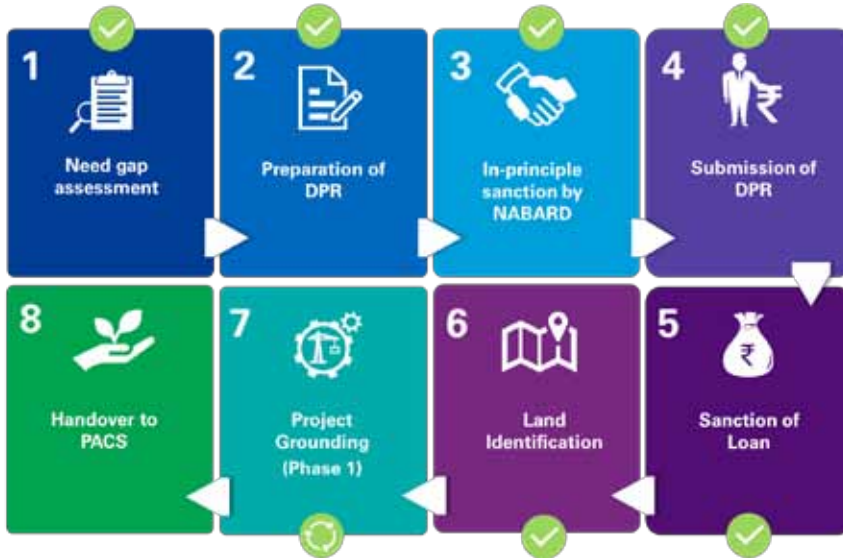 1
Need gap
assessment
2
Preparation of
DPR
3
In-principle
sanction by
NABARD
4
₹
Submission of
DPR
5
₹
Sanction of
Loan
6
Land
Identification
7
Project
Grounding
(Phase 1)
8
Handover to
PACS